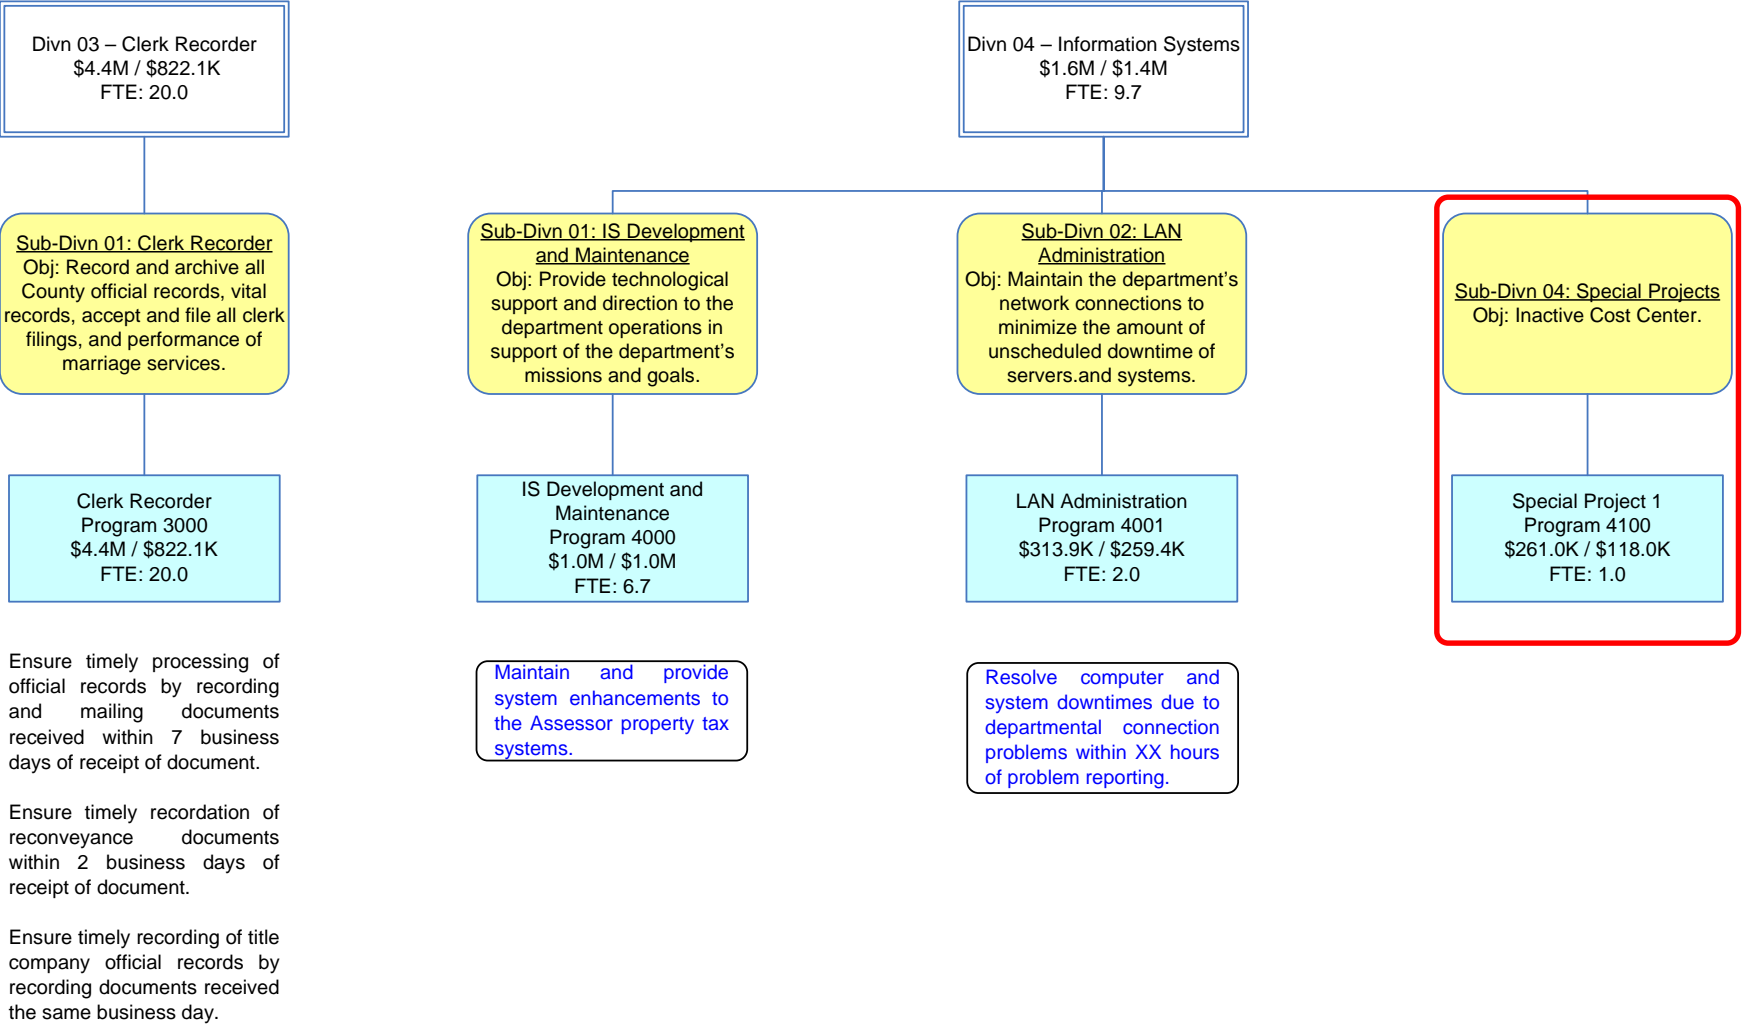 Divn 03 – Clerk Recorder
$4.4M / $822.1K
FTE: 20.0
Divn 04 – Information Systems
$1.6M / $1.4M
FTE: 9.7
Sub-Divn 01: Clerk Recorder
Obj: Record and archive all
County official records, vital
records, accept and file all clerk
filings, and performance of
marriage services.
Sub-Divn 01: IS Development
and Maintenance
Obj: Provide technological
support and direction to the
department operations in
support of the department’s
missions and goals.
Sub-Divn 02: LAN
Administration
Obj: Maintain the department’s
network connections to
minimize the amount of
unscheduled downtime of
servers.and systems.
Sub-Divn 04: Special Projects
Obj: Inactive Cost Center.
Clerk Recorder
Program 3000
$4.4M / $822.1K
FTE: 20.0
IS Development and
Maintenance
Program 4000
$1.0M / $1.0M
FTE: 6.7
LAN Administration
Program 4001
$313.9K / $259.4K
FTE: 2.0
Special Project 1
Program 4100
$261.0K / $118.0K
FTE: 1.0
Ensure timely processing of
official records by recording
and mailing documents
received within 7 business
days of receipt of document.
Ensure timely recordation of
reconveyance documents
within 2 business days of
receipt of document.
Ensure timely recording of title
company official records by
recording documents received
the same business day.
Maintain and provide
system enhancements to
the Assessor property tax
systems.
Resolve computer and
system downtimes due to
departmental connection
problems within XX hours
of problem reporting.